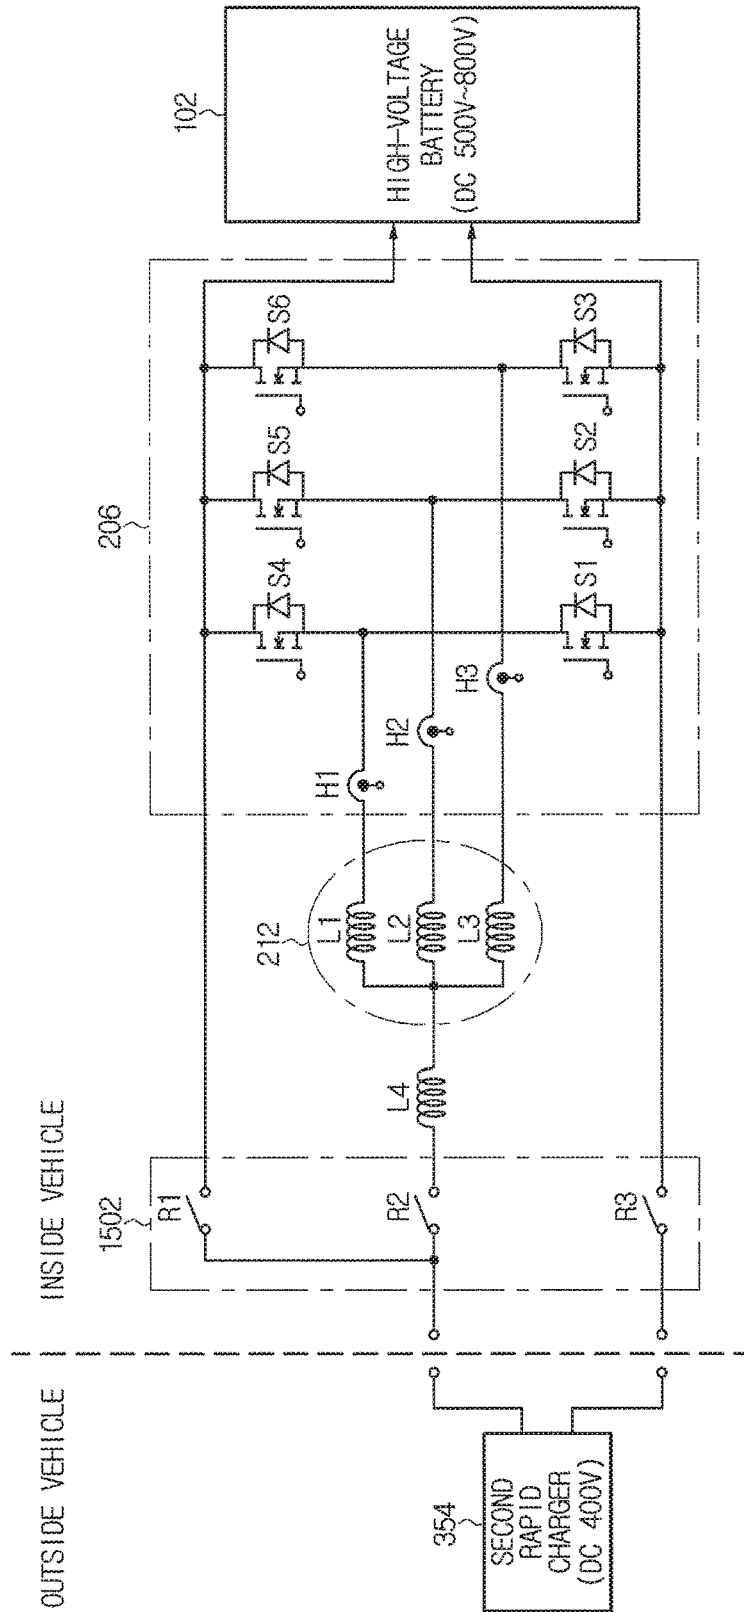 OUTSIDE VEHICLE
INSIDE VEHICLE
354
SECOND
RAPID
CHARGER
(DC 400V)
1502
R1
R2
R3
L4
212
L1
L2
L3
206
H1
H2
H3
S4
S5
S6
S1
S2
S3
102
HIGH-VOLTAGE
BATTERY
(DC 500V~800V)